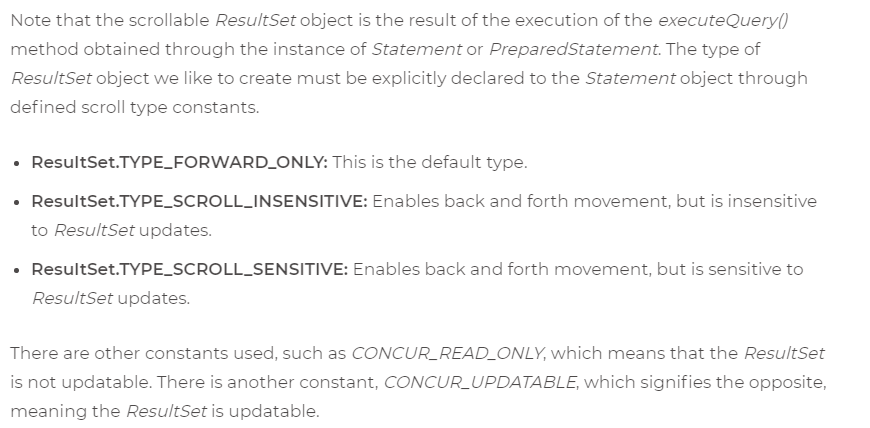 Note that the scrollable ResultSet object is the result of the execution of the executeQuery()
method obtained through the instance of Statement or PreparedStatement. The type of
ResultSet object we like to create must be explicitly declared to the Statement object through
defined scroll type constants.
• ResultSet.TYPE_FORWARD_ONLY: This is the default type.
• ResultSet.TYPE_SCROLL_INSENSITIVE: Enables back and forth movement, but is insensitive
to ResultSet updates.
• ResultSet.TYPE_SCROLL_SENSITIVE: Enables back and forth movement, but is sensitive to
ResultSet updates.
There are other constants used, such as CONCUR_READ_ONLY, which means that the ResultSet
is not updatable. There is another constant, CONCUR_UPDATABLE, which signifies the opposite,
meaning the ResultSet is updatable.